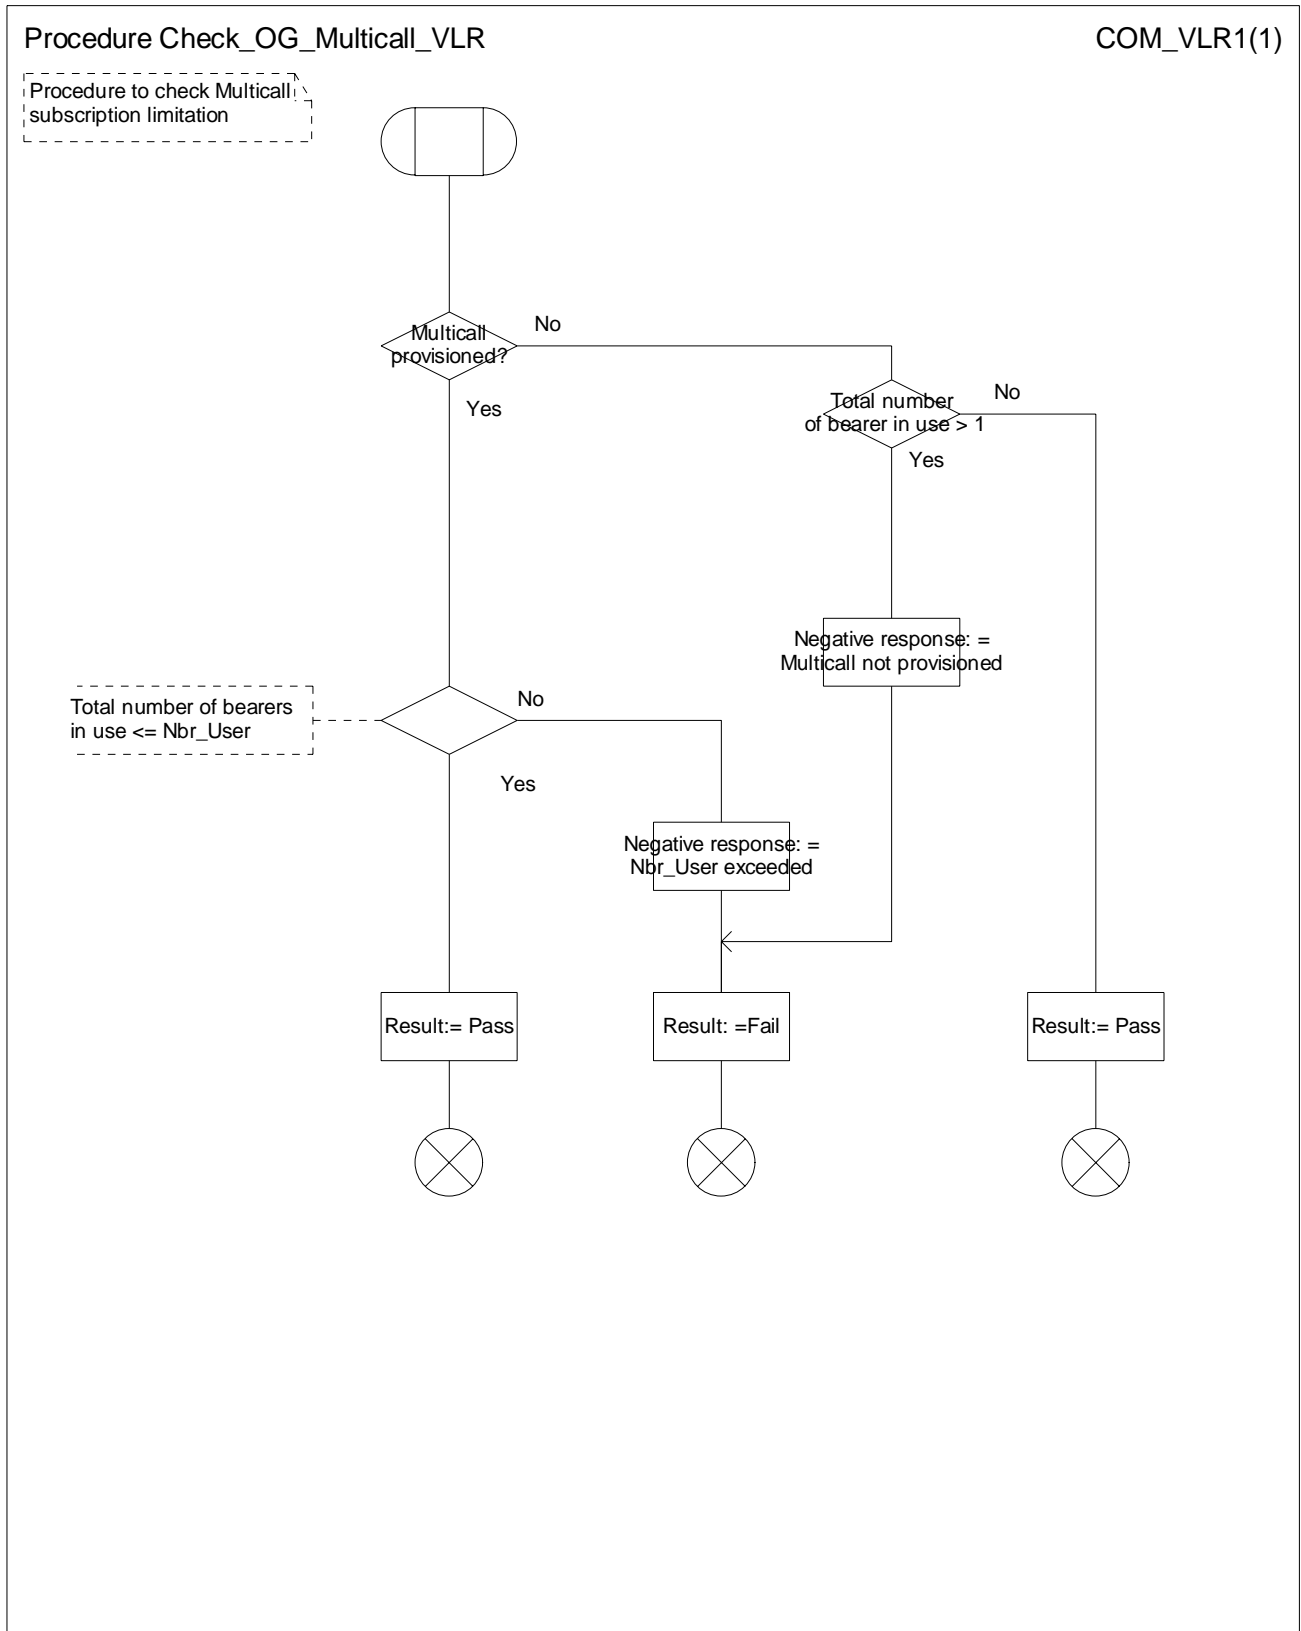 Procedure Check_OG_Multicall_VLR
COM_VLR1(1)
Procedure to check Multicall
subscription limitation
Multicall
provisioned?
No
Yes
Total number
of bearer in use > 1
No
Yes
Negative response: =
Multicall not provisioned
Total number of bearers
in use <= Nbr_User
No
Yes
Negative response: =
Nbr_User exceeded
Result:= Pass
Result: =Fail
Result:= Pass